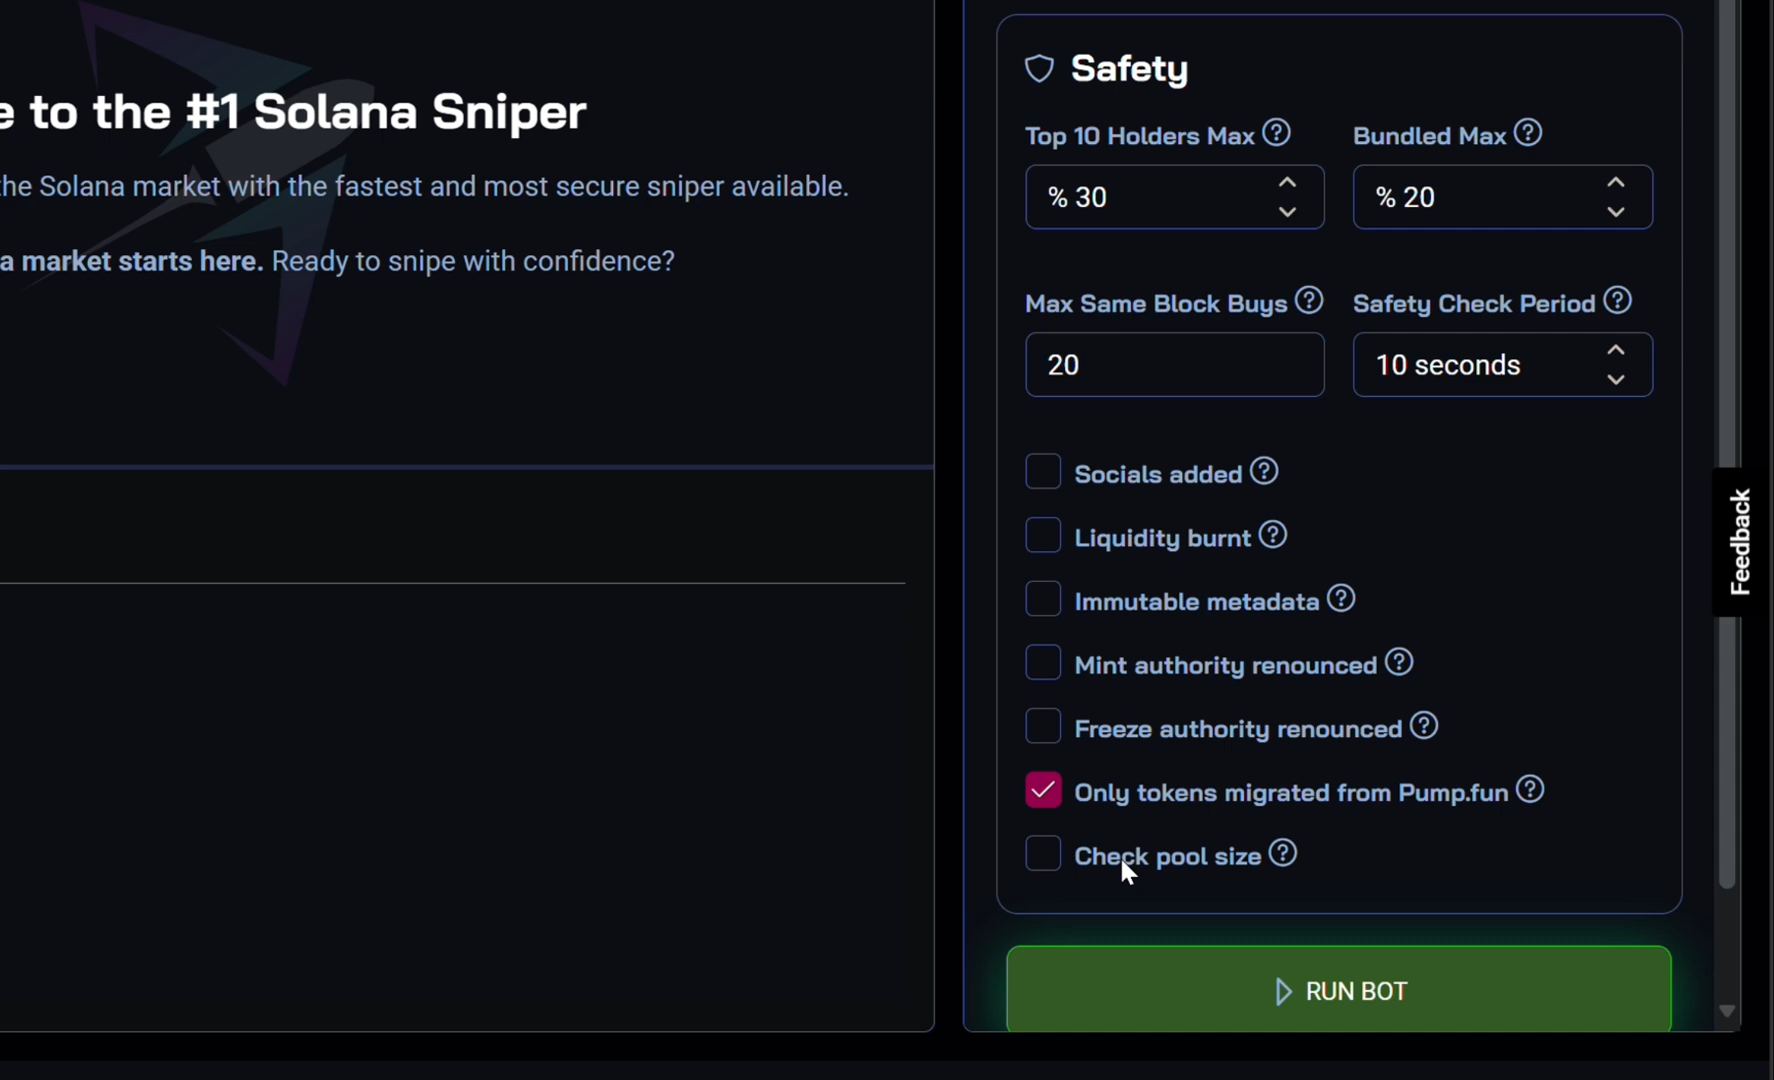 e to the #1 Solana Sniper
the Solana market with the fastest and most secure sniper available.
a market starts here. Ready to snipe with confidence?
Safety
Top 10 Holders Max ?
Bundled Max ?
% 30
% 20
Max Same Block Buys ?
Safety Check Period ?
20
10 seconds
Socials added ?
Liquidity burnt ?
Immutable metadata ?
Mint authority renounced ?
Freeze authority renounced ?
Only tokens migrated from Pump.fun ?
Check pool size ?
RUN BOT
Feedback